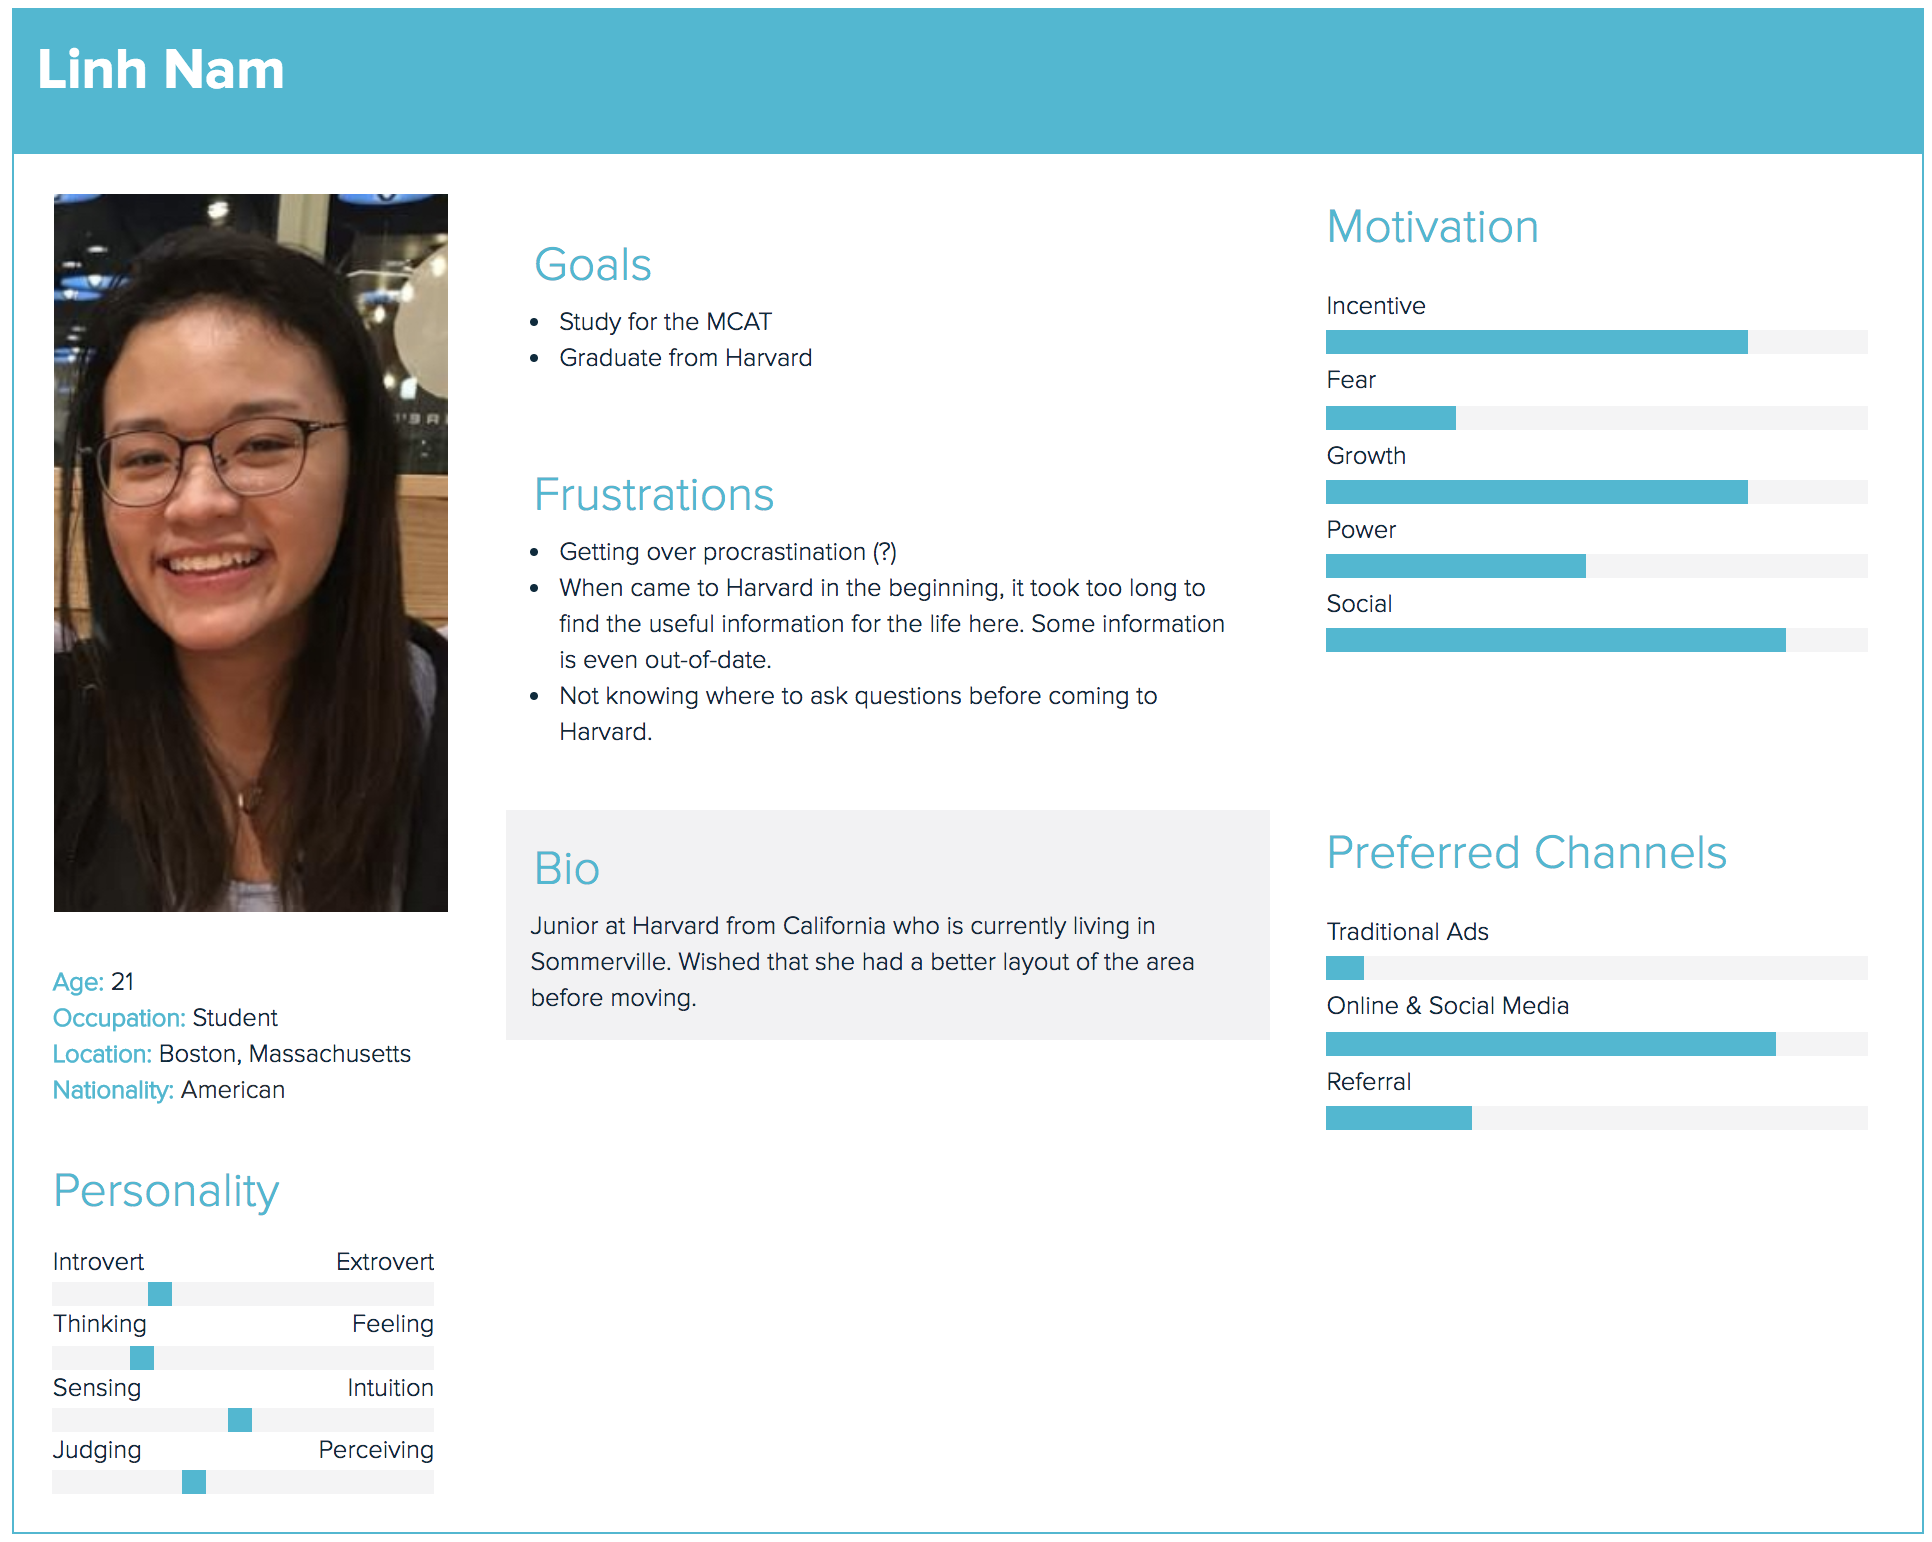 Linh Nam
Goals
Study for the MCAT
Graduate from Harvard
Frustrations
Getting over procrastination (?)
When came to Harvard in the beginning, it took too long to
find the useful information for the life here. Some information
is even out-of-date.
Not knowing where to ask questions before coming to
Harvard.
Bio
Junior at Harvard from California who is currently living in
Sommerville. Wished that she had a better layout of the area
before moving.
Motivation
Incentive
Fear
Growth
Power
Social
Preferred Channels
Traditional Ads
Online & Social Media
Referral
Age: 21
Occupation: Student
Location: Boston, Massachusetts
Nationality: American
Personality
Introvert Extrovert
Thinking Feeling
Sensing Intuition
Judging Perceiving